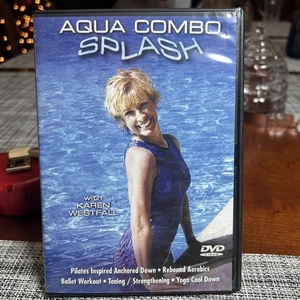 AQUA COMBO
SPLASH
with
KAREN
WESTFALL
DVD
VIDEO
Pilates Inspired Anchored Down • Rebound Aerobics
Ballet Workout • Toning / Strengthening • Yoga Cool Down